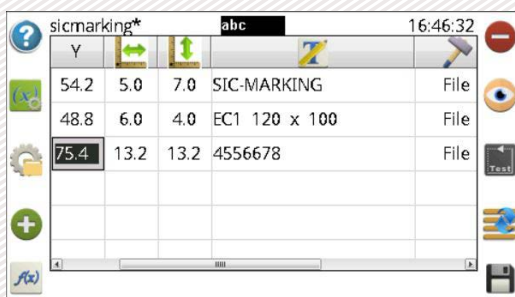 sicmarking* abc 16:46:32
Y
54.2 5.0 7.0 SIC-MARKING File
48.8 6.0 4.0 EC1 120 x 100 File
75.4 13.2 13.2 4556678 File
(x)
Test
f(x)